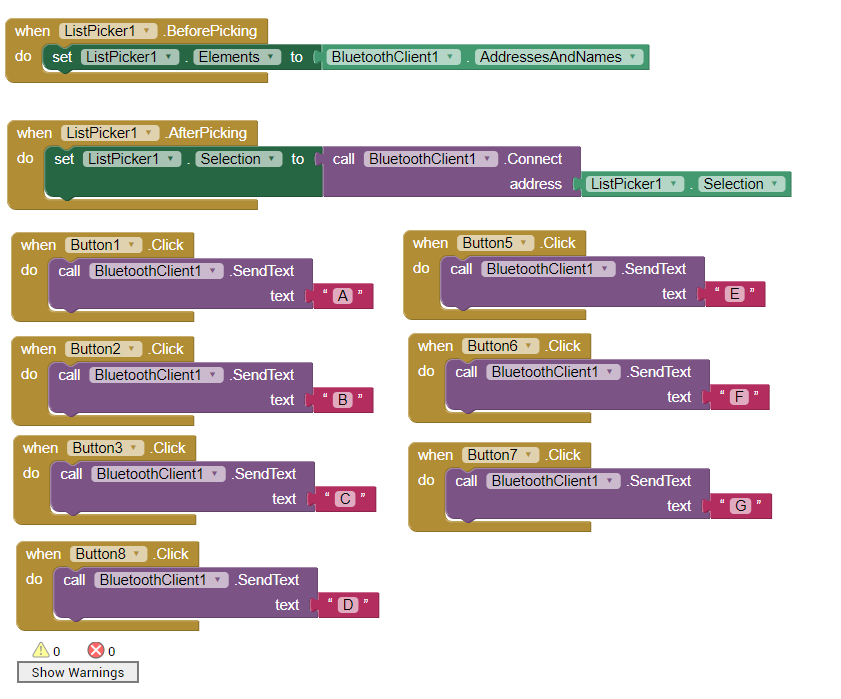 when ListPicker1 .BeforePicking
do set ListPicker1 . Elements to BluetoothClient1 . AddressesAndNames
when ListPicker1 .AfterPicking
do set ListPicker1 . Selection to call BluetoothClient1 .Connect
address ListPicker1 . Selection
when Button1 .Click
do call BluetoothClient1 .SendText
text “ A ”
when Button2 .Click
do call BluetoothClient1 .SendText
text “ B ”
when Button3 .Click
do call BluetoothClient1 .SendText
text “ C ”
when Button8 .Click
do call BluetoothClient1 .SendText
text “ D ”
when Button5 .Click
do call BluetoothClient1 .SendText
text “ E ”
when Button6 .Click
do call BluetoothClient1 .SendText
text “ F ”
when Button7 .Click
do call BluetoothClient1 .SendText
text “ G ”
0 0
Show Warnings